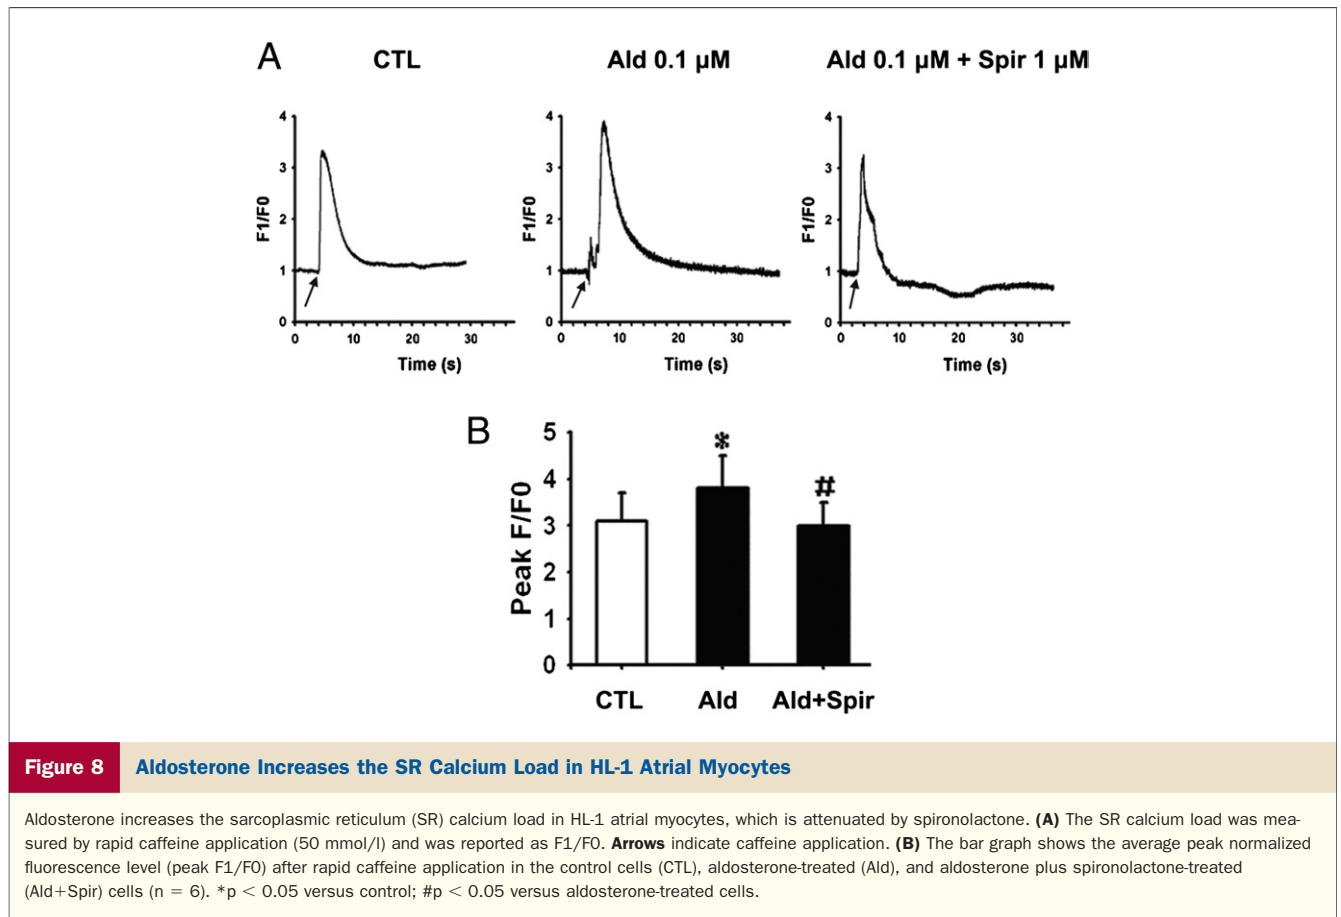 A
CTL
Ald 0.1 µM
Ald 0.1 µM + Spir 1 µM
4
3
2
1
0
F1/F0
0 10 20 30
Time (s)
4
3
2
1
0
F1/F0
0 10 20 30
Time (s)
4
3
2
1
0
F1/F0
0 10 20 30
Time (s)
B
5
4
3
2
1
0
Peak F/F0
*
#
CTL Ald Ald+Spir
Figure 8 Aldosterone Increases the SR Calcium Load in HL-1 Atrial Myocytes
Aldosterone increases the sarcoplasmic reticulum (SR) calcium load in HL-1 atrial myocytes, which is attenuated by spironolactone. (A) The SR calcium load was mea-
sured by rapid caffeine application (50 mmol/l) and was reported as F1/F0. Arrows indicate caffeine application. (B) The bar graph shows the average peak normalized
fluorescence level (peak F1/F0) after rapid caffeine application in the control cells (CTL), aldosterone-treated (Ald), and aldosterone plus spironolactone-treated
(Ald+Spir) cells (n = 6). *p < 0.05 versus control; #p < 0.05 versus aldosterone-treated cells.